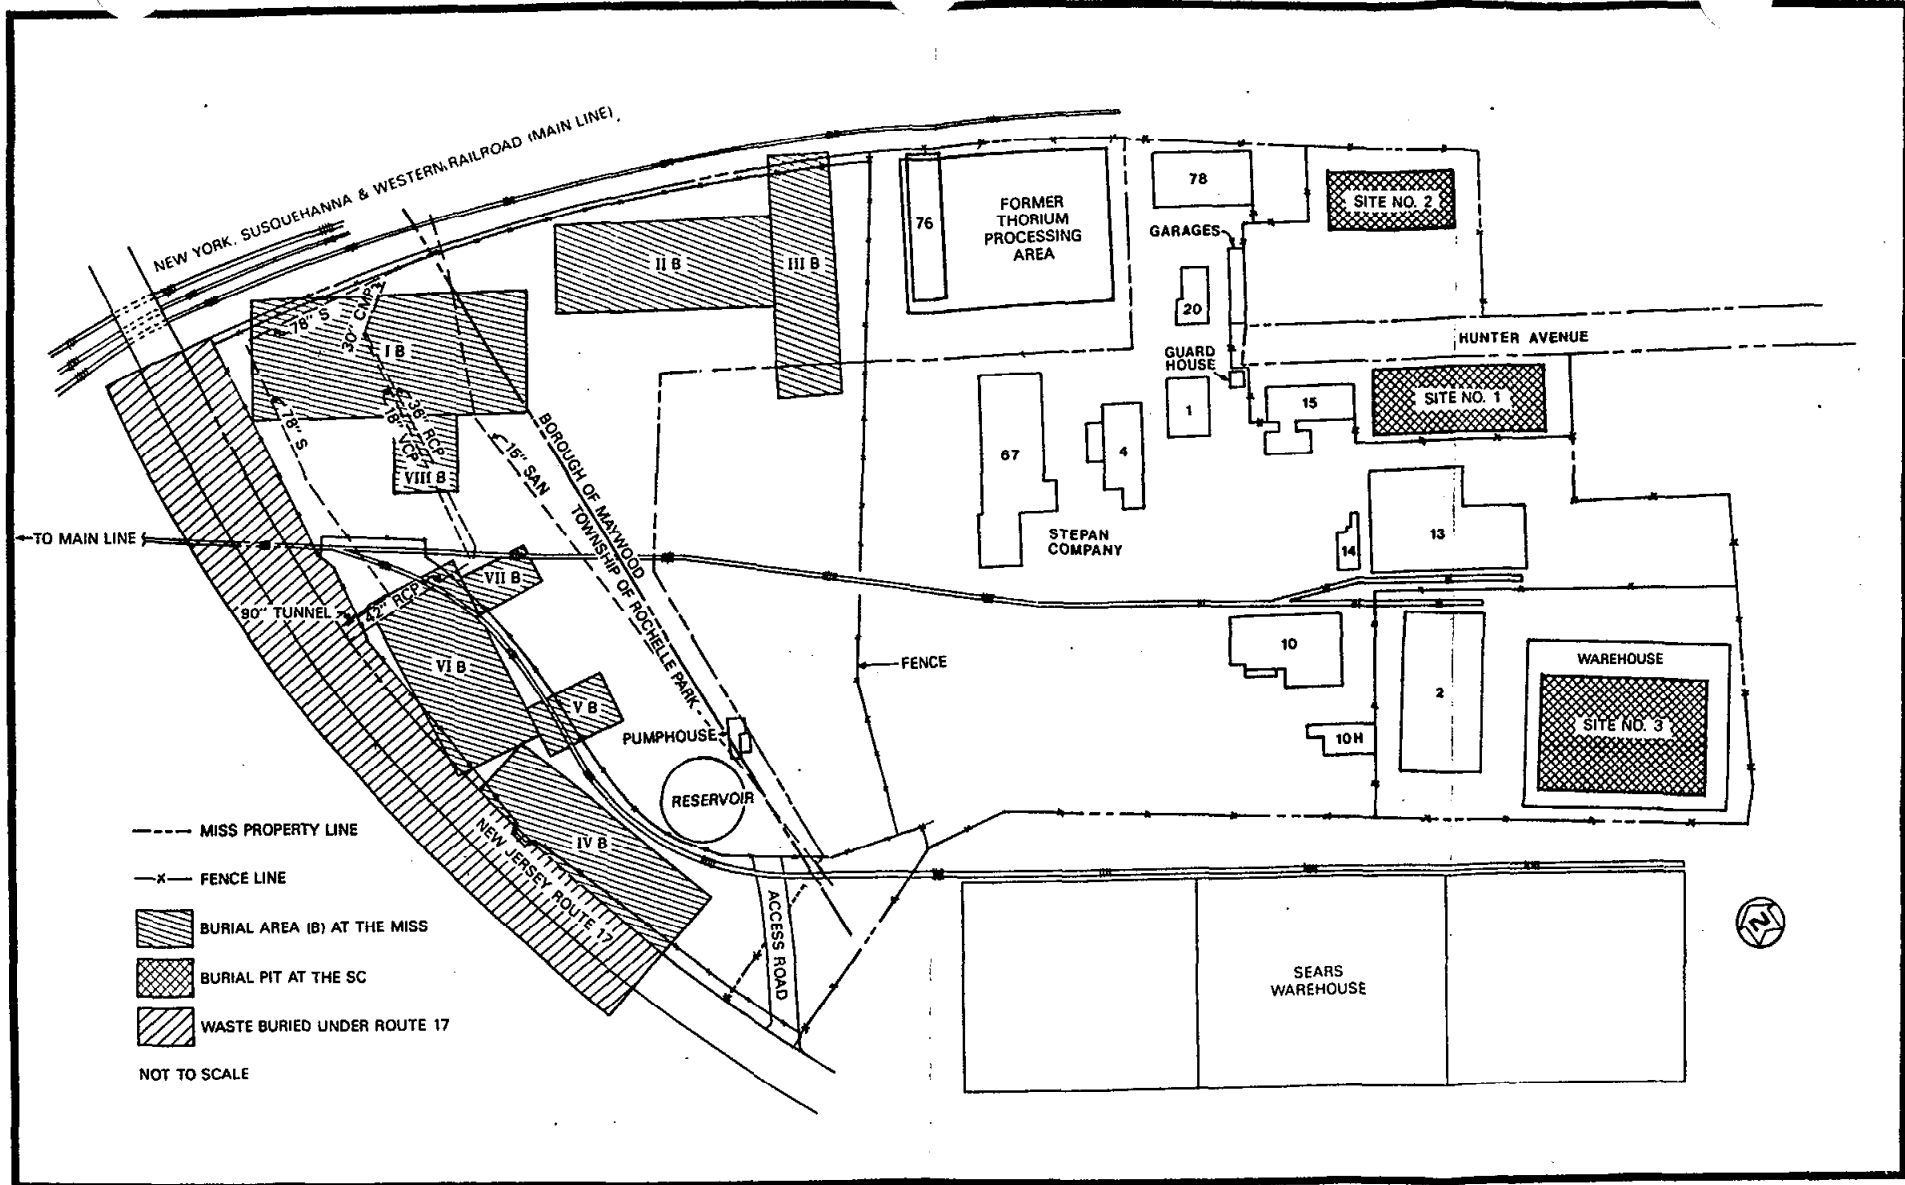 NEW YORK, SUSQUEHANNA & WESTERN RAILROAD (MAIN LINE)
78
SITE NO. 2
76
FORMER
THORIUM
PROCESSING
AREA
GARAGES
II B
III B
20
78" S
30" CMP
I B
HUNTER AVENUE
GUARD
HOUSE
1
15
SITE NO. 1
78" S
36" RCP
18" VCP
VIII B
15" SAN
BOROUGH OF MAYWOOD
TOWNSHIP OF ROCHELLE PARK
67
4
STEPAN
COMPANY
14
13
TO MAIN LINE
VII B
90" TUNNEL
42" RCP
VI B
FENCE
10
2
WAREHOUSE
SITE NO. 3
V B
PUMPHOUSE
10H
RESERVOIR
IV B
NEW JERSEY ROUTE 17
ACCESS ROAD
MISS PROPERTY LINE
FENCE LINE
BURIAL AREA (B) AT THE MISS
BURIAL PIT AT THE SC
WASTE BURIED UNDER ROUTE 17
NOT TO SCALE
SEARS
WAREHOUSE
N